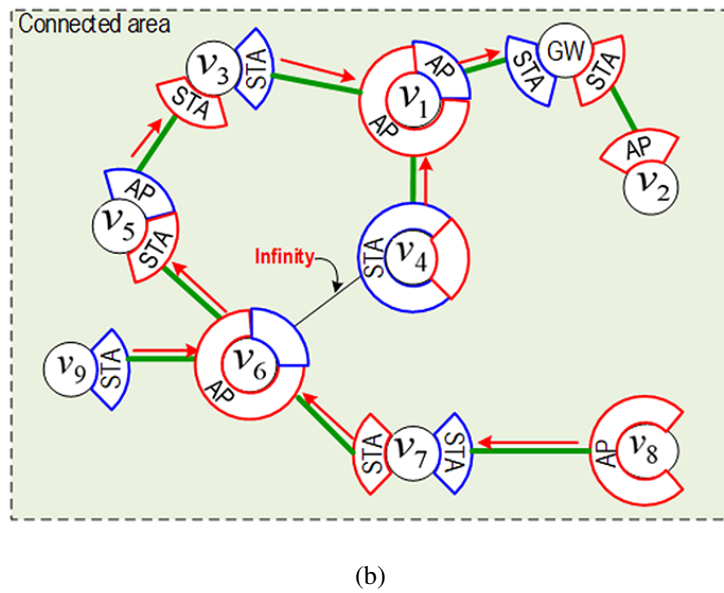 Connected area
v3
STA
STA
AP
v1
AP
STA
GW
STA
AP
v2
AP
v5
STA
STA
v4
Infinity
v9
STA
v6
AP
STA
v7
STA
AP
v8
(b)